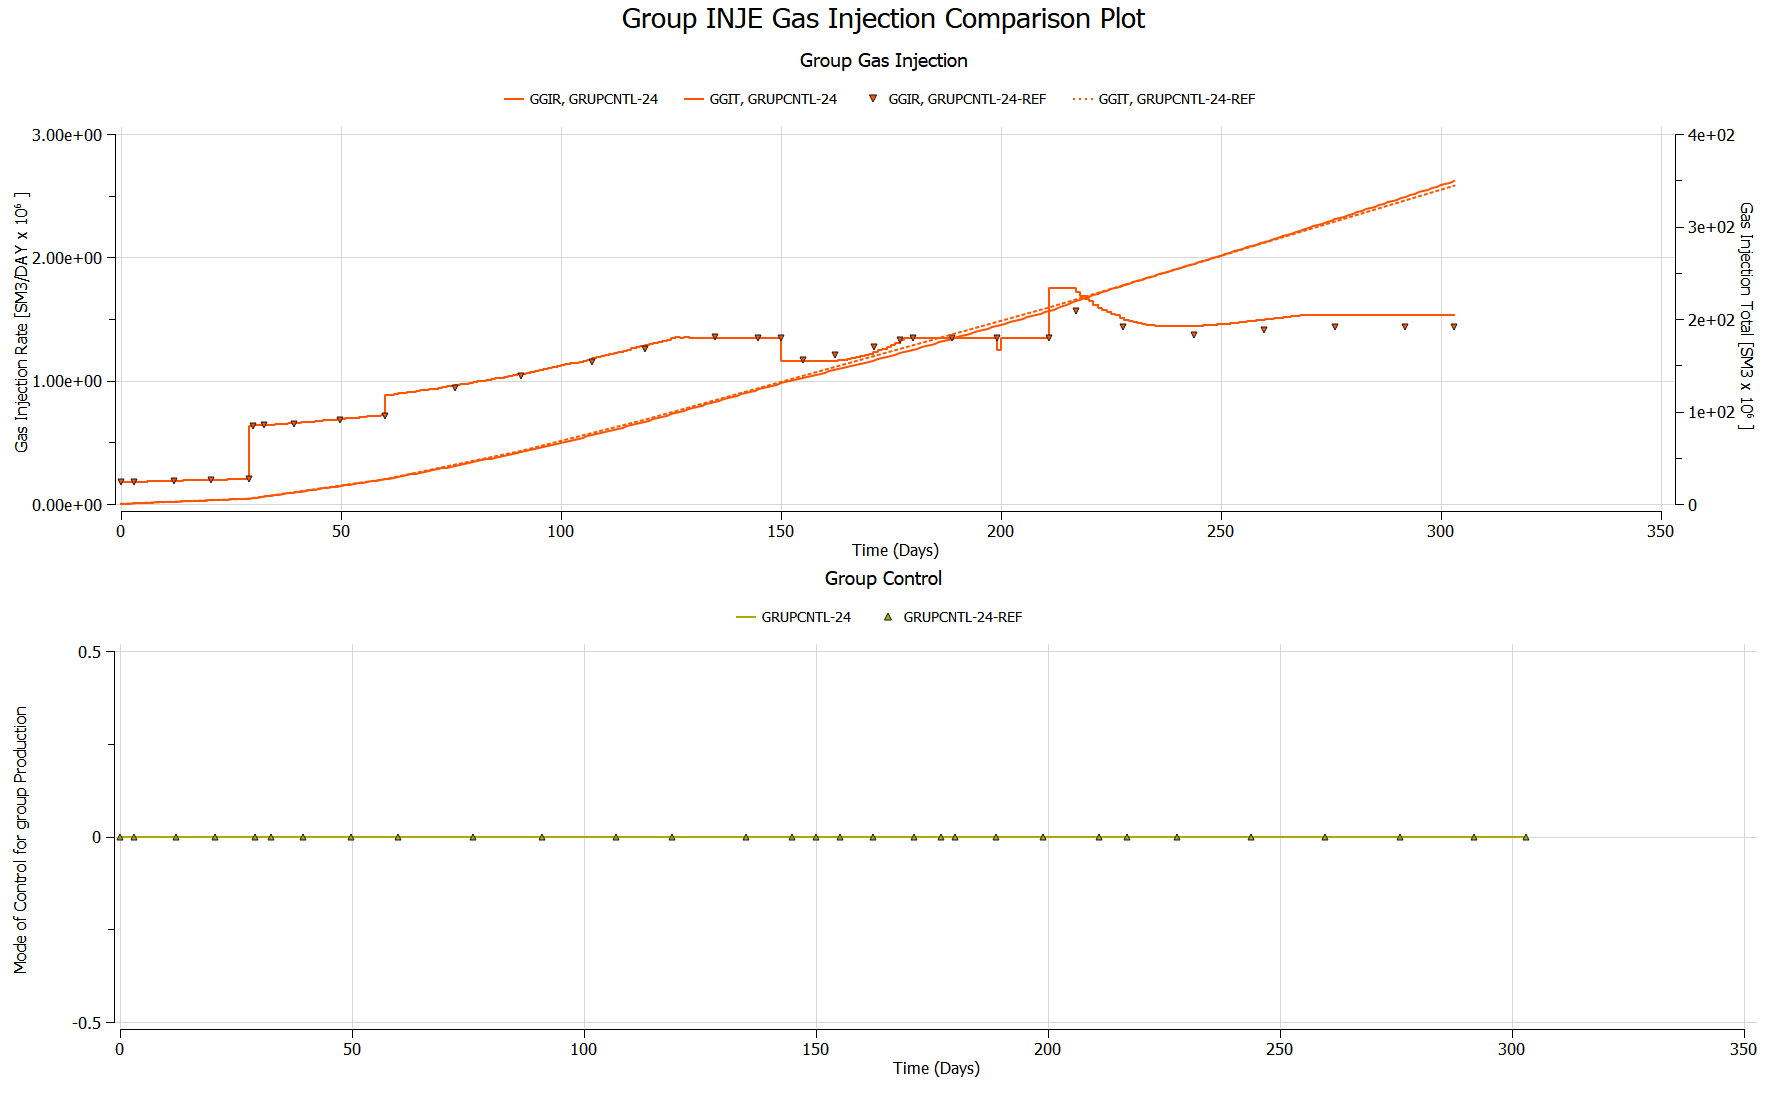 Group INJE Gas Injection Comparison Plot
Group Gas Injection
GGIR, GRUPCNTL-24 GGIT, GRUPCNTL-24 GGIR, GRUPCNTL-24-REF GGIT, GRUPCNTL-24-REF
Gas Injection Rate [SM3/DAY x 10⁶ ]
3.00e+00
2.00e+00
1.00e+00
0.00e+00
4e+02
3e+02
2e+02
1e+02
0
Gas Injection Total [SM3 x 10⁶ ]
0 50 100 150 200 250 300 350
Time (Days)
Group Control
GRUPCNTL-24 GRUPCNTL-24-REF
Mode of Control for group Production
0.5
0
-0.5
0 50 100 150 200 250 300 350
Time (Days)